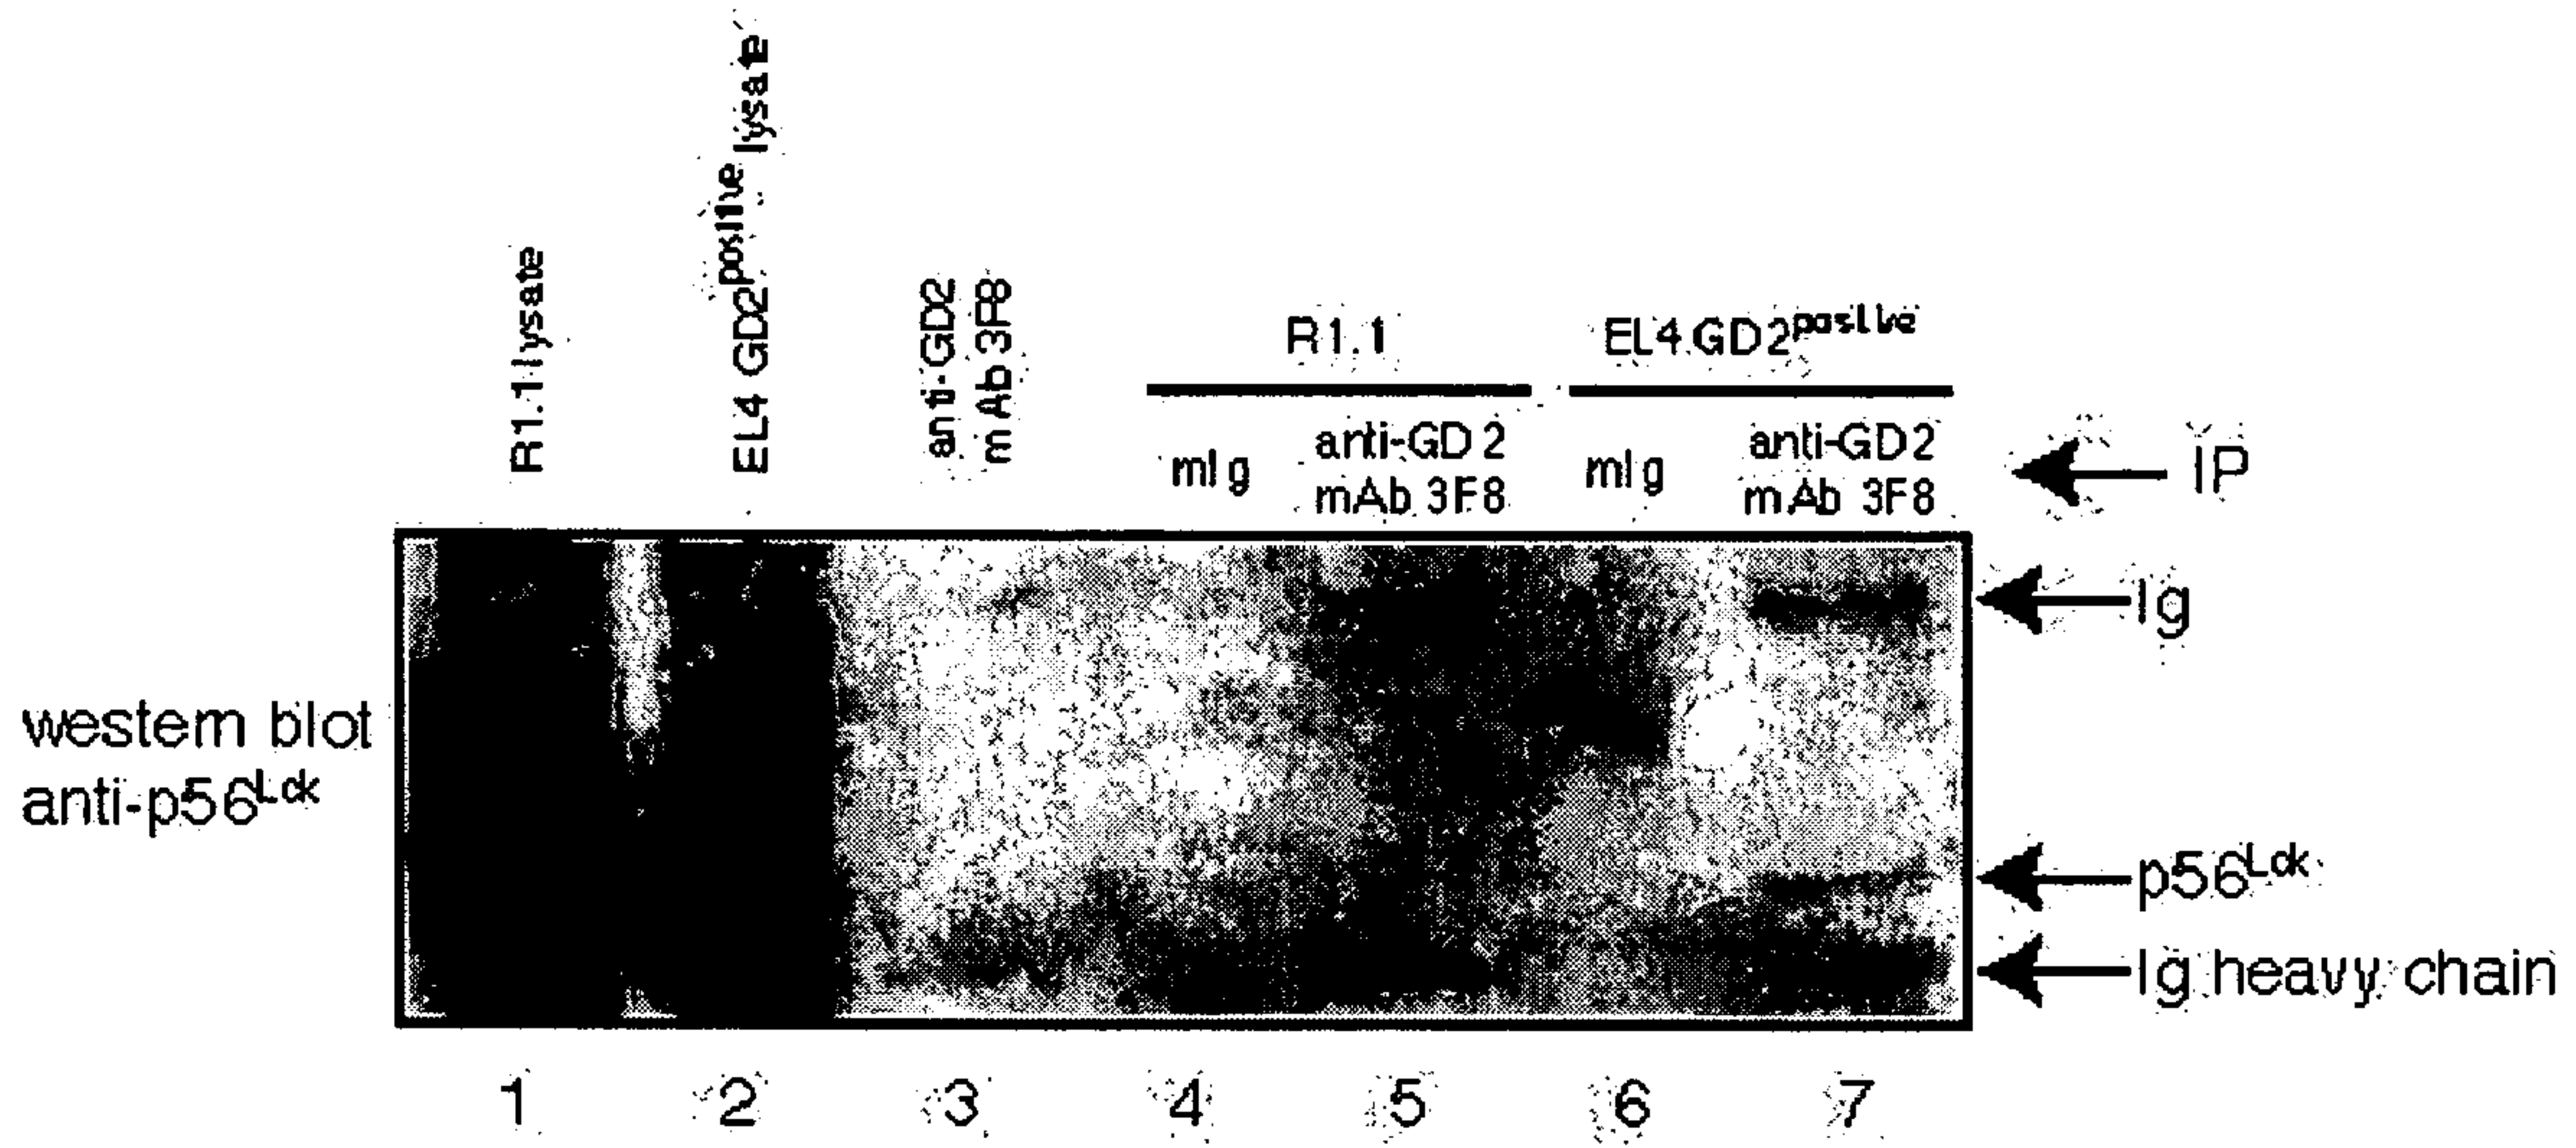 R1.1 lysate
EL4 GD2positive lysate
anti-GD2
mAb 3F8
R1.1
EL4 GD2positive
mIg
anti-GD2
mAb 3F8
mIg
anti-GD2
mAb 3F8
IP
Ig
western blot
anti-p56Lck
p56Lck
Ig heavy chain
1 2 3 4 5 6 7